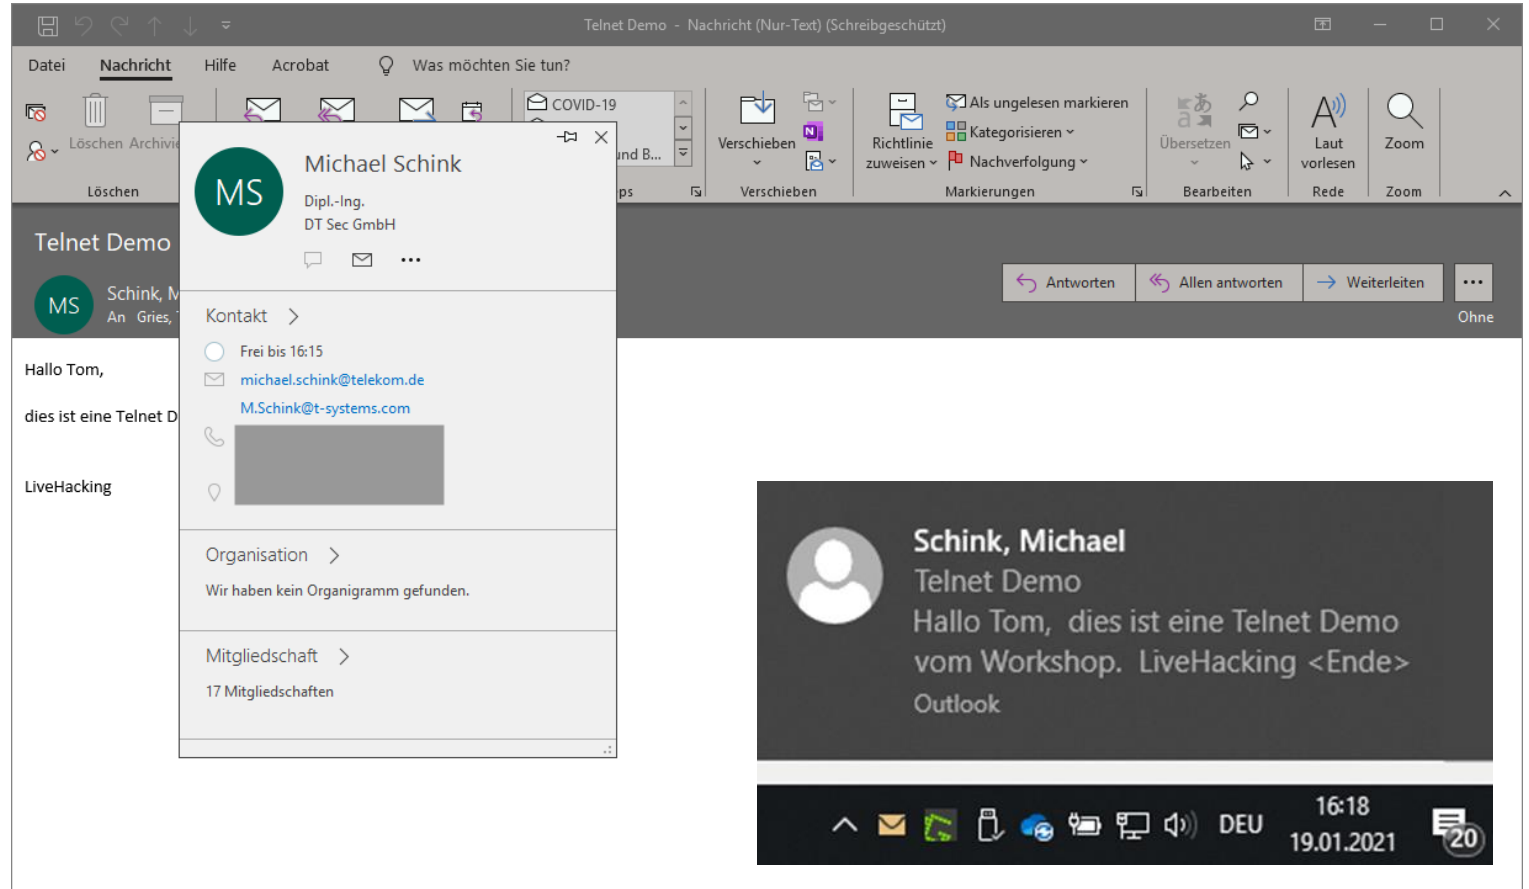 Telnet Demo - Nachricht (Nur-Text) (Schreibgeschützt)
Datei Nachricht Hilfe Acrobat Was möchten Sie tun?
Löschen
COVID-19
und B...
Verschieben
Richtlinie
zuweisen
Als ungelesen markieren
Kategorisieren
Nachverfolgung
Übersetzen
Laut
vorlesen
Zoom
Löschen
Verschieben
Markierungen
Bearbeiten
Rede
Zoom
Telnet Demo
MS
Schink, M
An Gries,
Antworten
Allen antworten
Weiterleiten
Ohne
Hallo Tom,
dies ist eine Telnet D
LiveHacking
MS
Michael Schink
Dipl.-Ing.
DT Sec GmbH
Kontakt
Frei bis 16:15
michael.schink@telekom.de
M.Schink@t-systems.com
Organisation
Wir haben kein Organigramm gefunden.
Mitgliedschaft
17 Mitgliedschaften
Schink, Michael
Telnet Demo
Hallo Tom, dies ist eine Telnet Demo
vom Workshop. LiveHacking <Ende>
Outlook
DEU
16:18
19.01.2021
20